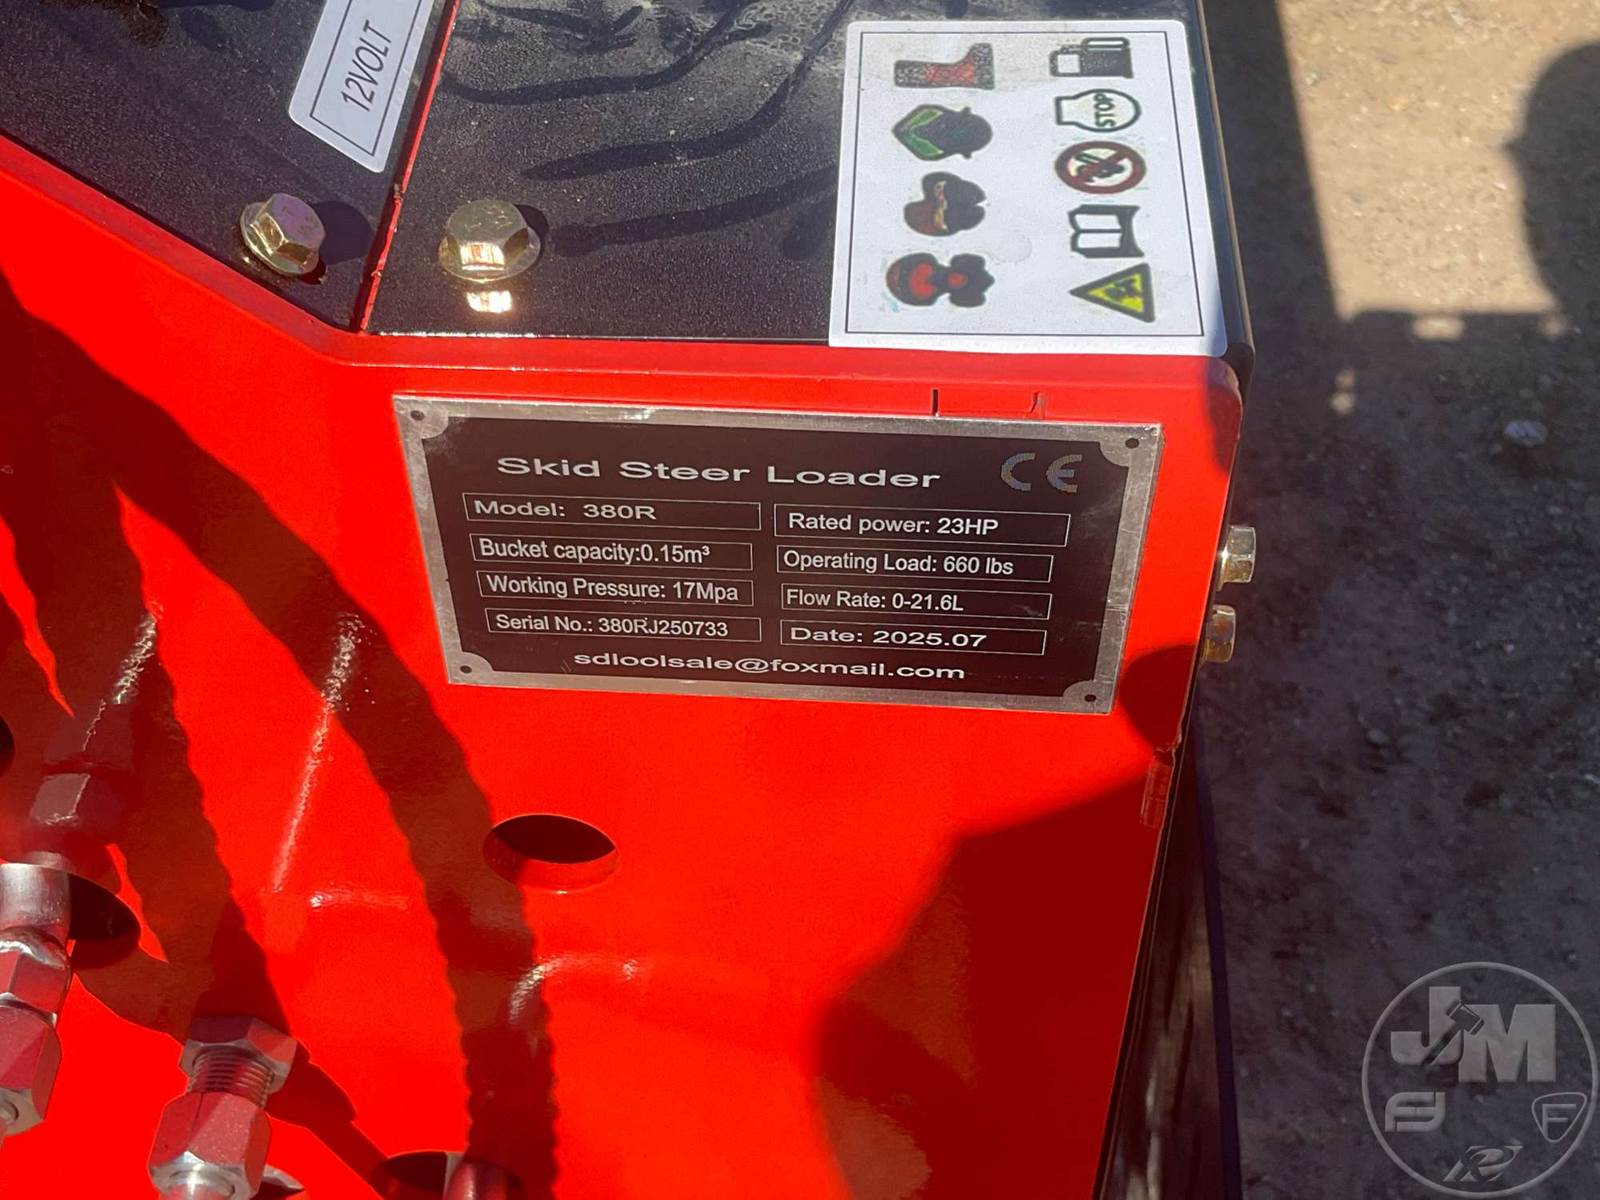 12VOLT
STOP
Skid Steer Loader CE
Model: 380R
Rated power: 23HP
Bucket capacity:0.15m³
Operating Load: 660 lbs
Working Pressure: 17Mpa
Flow Rate: 0-21.6L
Serial No.: 380RJ250733
Date: 2025.07
sdloolsale@foxmail.com
JM